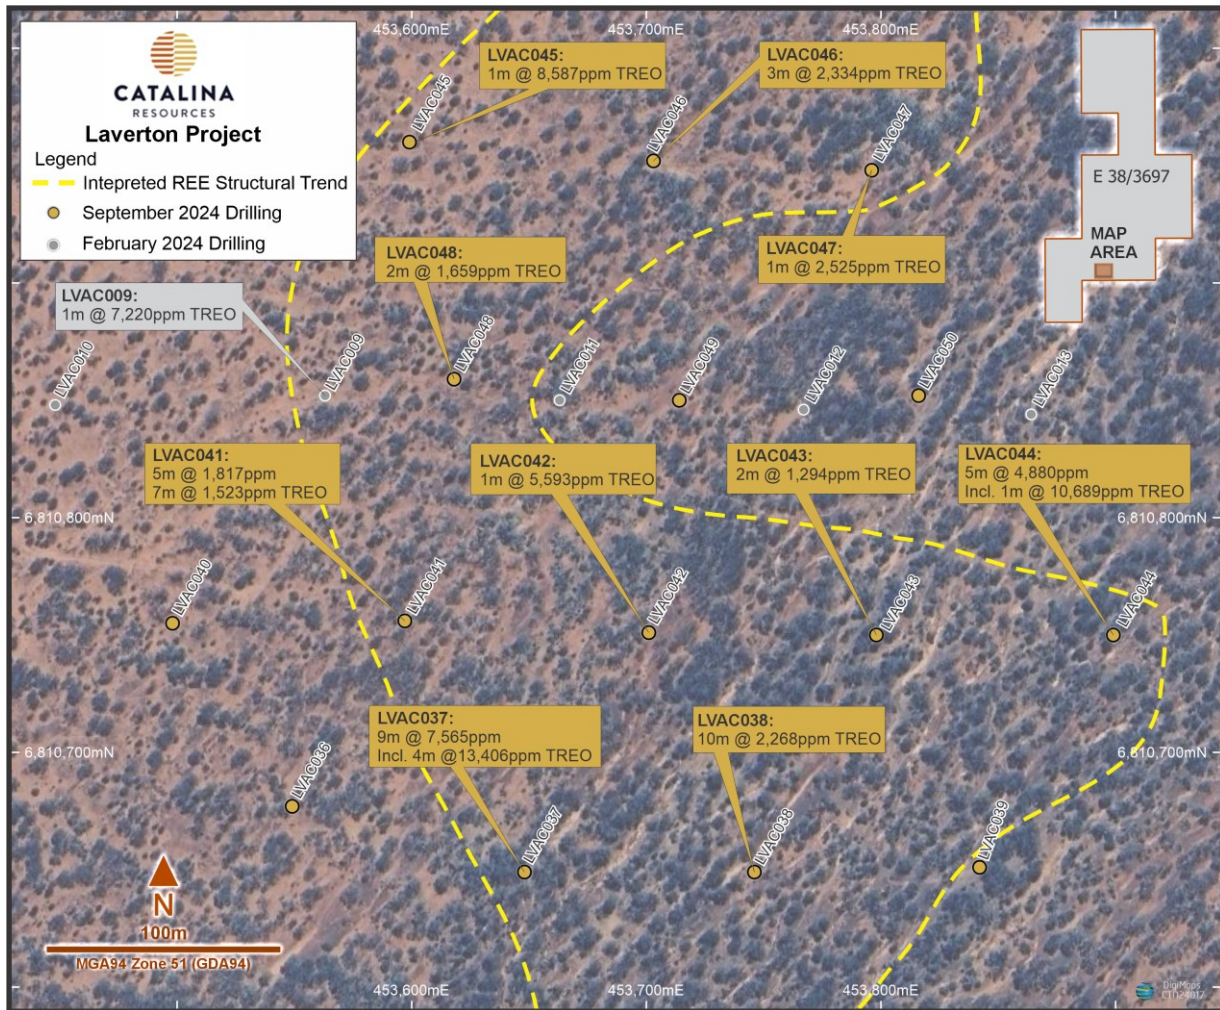 453,600mE
453,700mE
453,800mE
CATALINA
RESOURCES
Laverton Project
Legend
Intepreted REE Structural Trend
September 2024 Drilling
February 2024 Drilling
LVAC045:
1m @ 8,587ppm TREO
LVAC045
LVAC046:
3m @ 2,334ppm TREO
LVAC046
LVAC047
E 38/3697
MAP
AREA
LVAC048:
2m @ 1,659ppm TREO
LVAC047:
1m @ 2,525ppm TREO
LVAC009:
1m @ 7,220ppm TREO
LVAC010
LVAC009
LVAC048
LVAC011
LVAC049
LVAC012
LVAC050
LVAC013
LVAC041:
5m @ 1,817ppm
7m @ 1,523ppm TREO
LVAC042:
1m @ 5,593ppm TREO
LVAC043:
2m @ 1,294ppm TREO
LVAC044:
5m @ 4,880ppm
Incl. 1m @ 10,689ppm TREO
6,810,800mN
6,810,800mN
LVAC040
LVAC041
LVAC042
LVAC043
LVAC044
LVAC037:
9m @ 7,565ppm
Incl. 4m @13,406ppm TREO
LVAC038:
10m @ 2,268ppm TREO
6,810,700mN
6,810,700mN
LVAC036
LVAC037
LVAC038
LVAC039
N
100m
MGA94 Zone 51 (GDA94)
453,600mE
453,700mE
453,800mE
DigiMaps
CTN24017